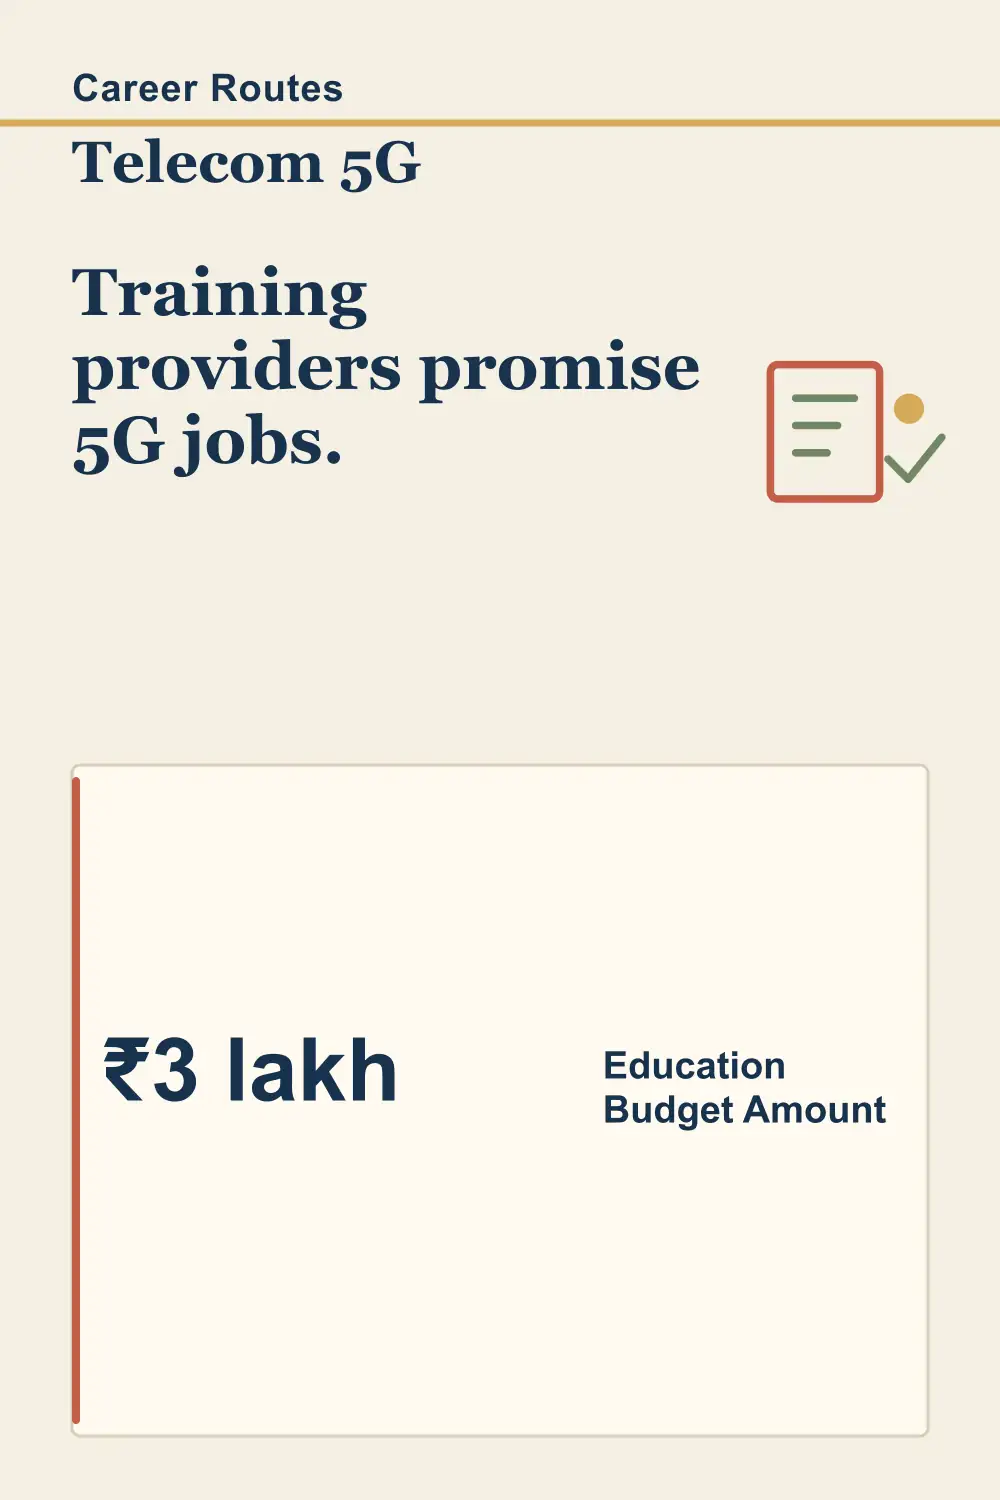 Career Routes
Telecom 5G
Training
providers promise
5G jobs.
₹3 lakh
Education
Budget Amount